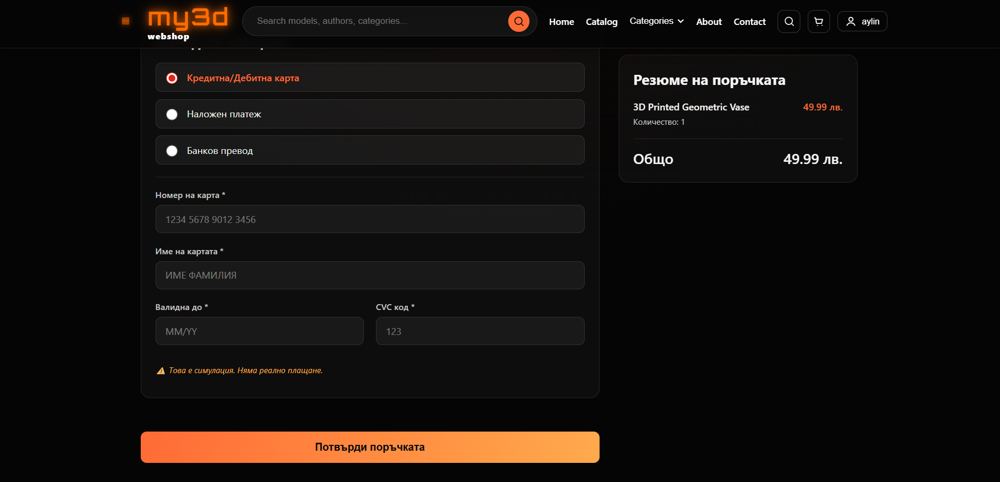 my3d
webshop
Search models, authors, categories...
Home
Catalog
Categories
About
Contact
aylin
Кредитна/Дебитна карта
Наложен платеж
Банков превод
Номер на карта *
1234 5678 9012 3456
Име на картата *
ИМЕ ФАМИЛИЯ
Валидна до *
CVC код *
MM/YY
123
Това е симулация. Няма реално плащане.
Потвърди поръчката
Резюме на поръчката
3D Printed Geometric Vase
49.99 лв.
Количество: 1
Общо
49.99 лв.